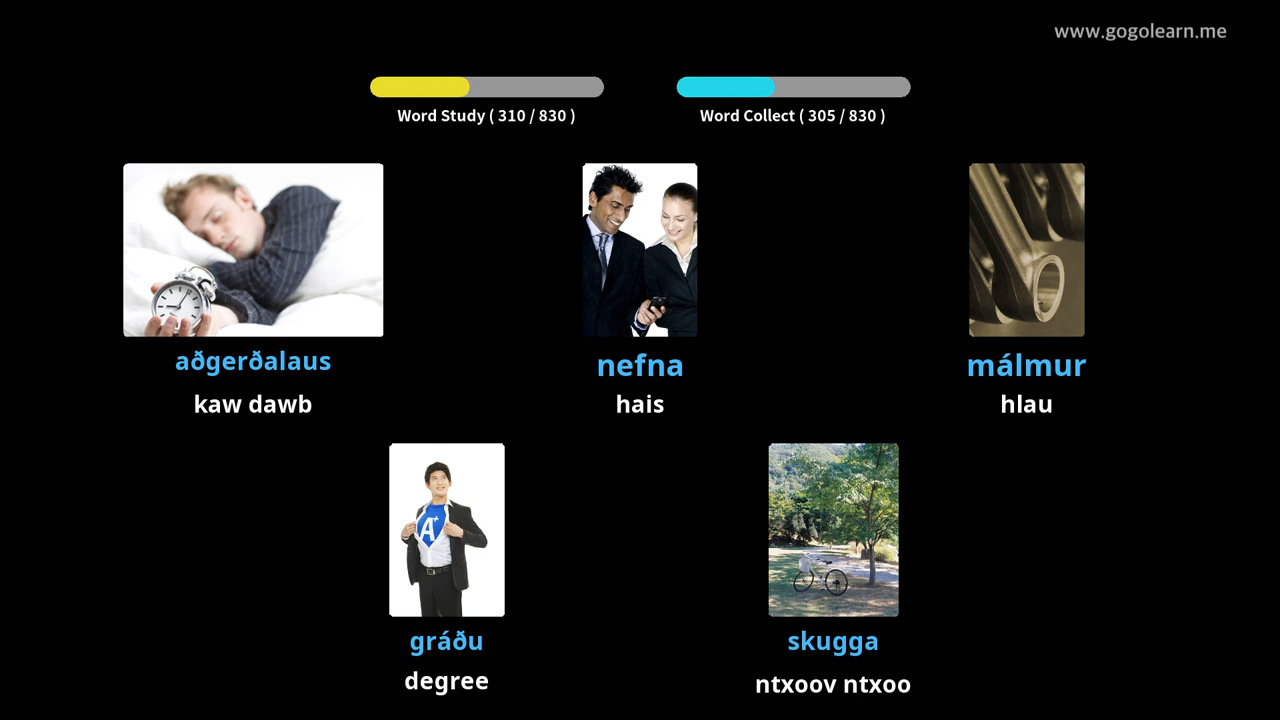 www.gogolearn.me
Word Study ( 310 / 830 )
Word Collect ( 305 / 830 )
aðgerðalaus
kaw dawb
nefna
hais
málmur
hlau
A+
gráðu
degree
skugga
ntxoov ntxoo